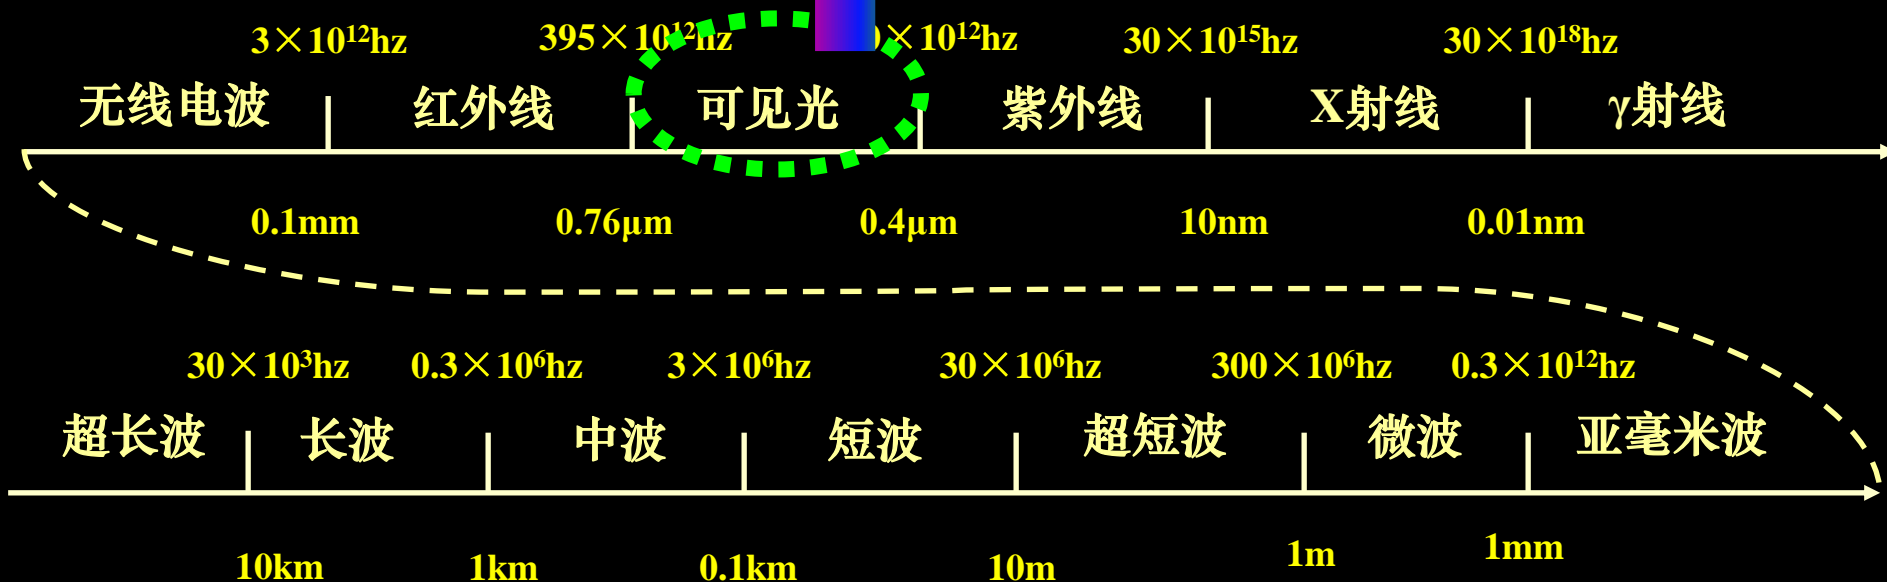 3×10¹²hz 395×10¹²hz ×10¹²hz 30×10¹⁵hz 30×10¹⁸hz
无线电波 红外线 可见光 紫外线 X射线 γ射线
0.1mm 0.76μm 0.4μm 10nm 0.01nm
30×10³hz 0.3×10⁶hz 3×10⁶hz 30×10⁶hz 300×10⁶hz 0.3×10¹²hz
超长波 长波 中波 短波 超短波 微波 亚毫米波
10km 1km 0.1km 10m 1m 1mm